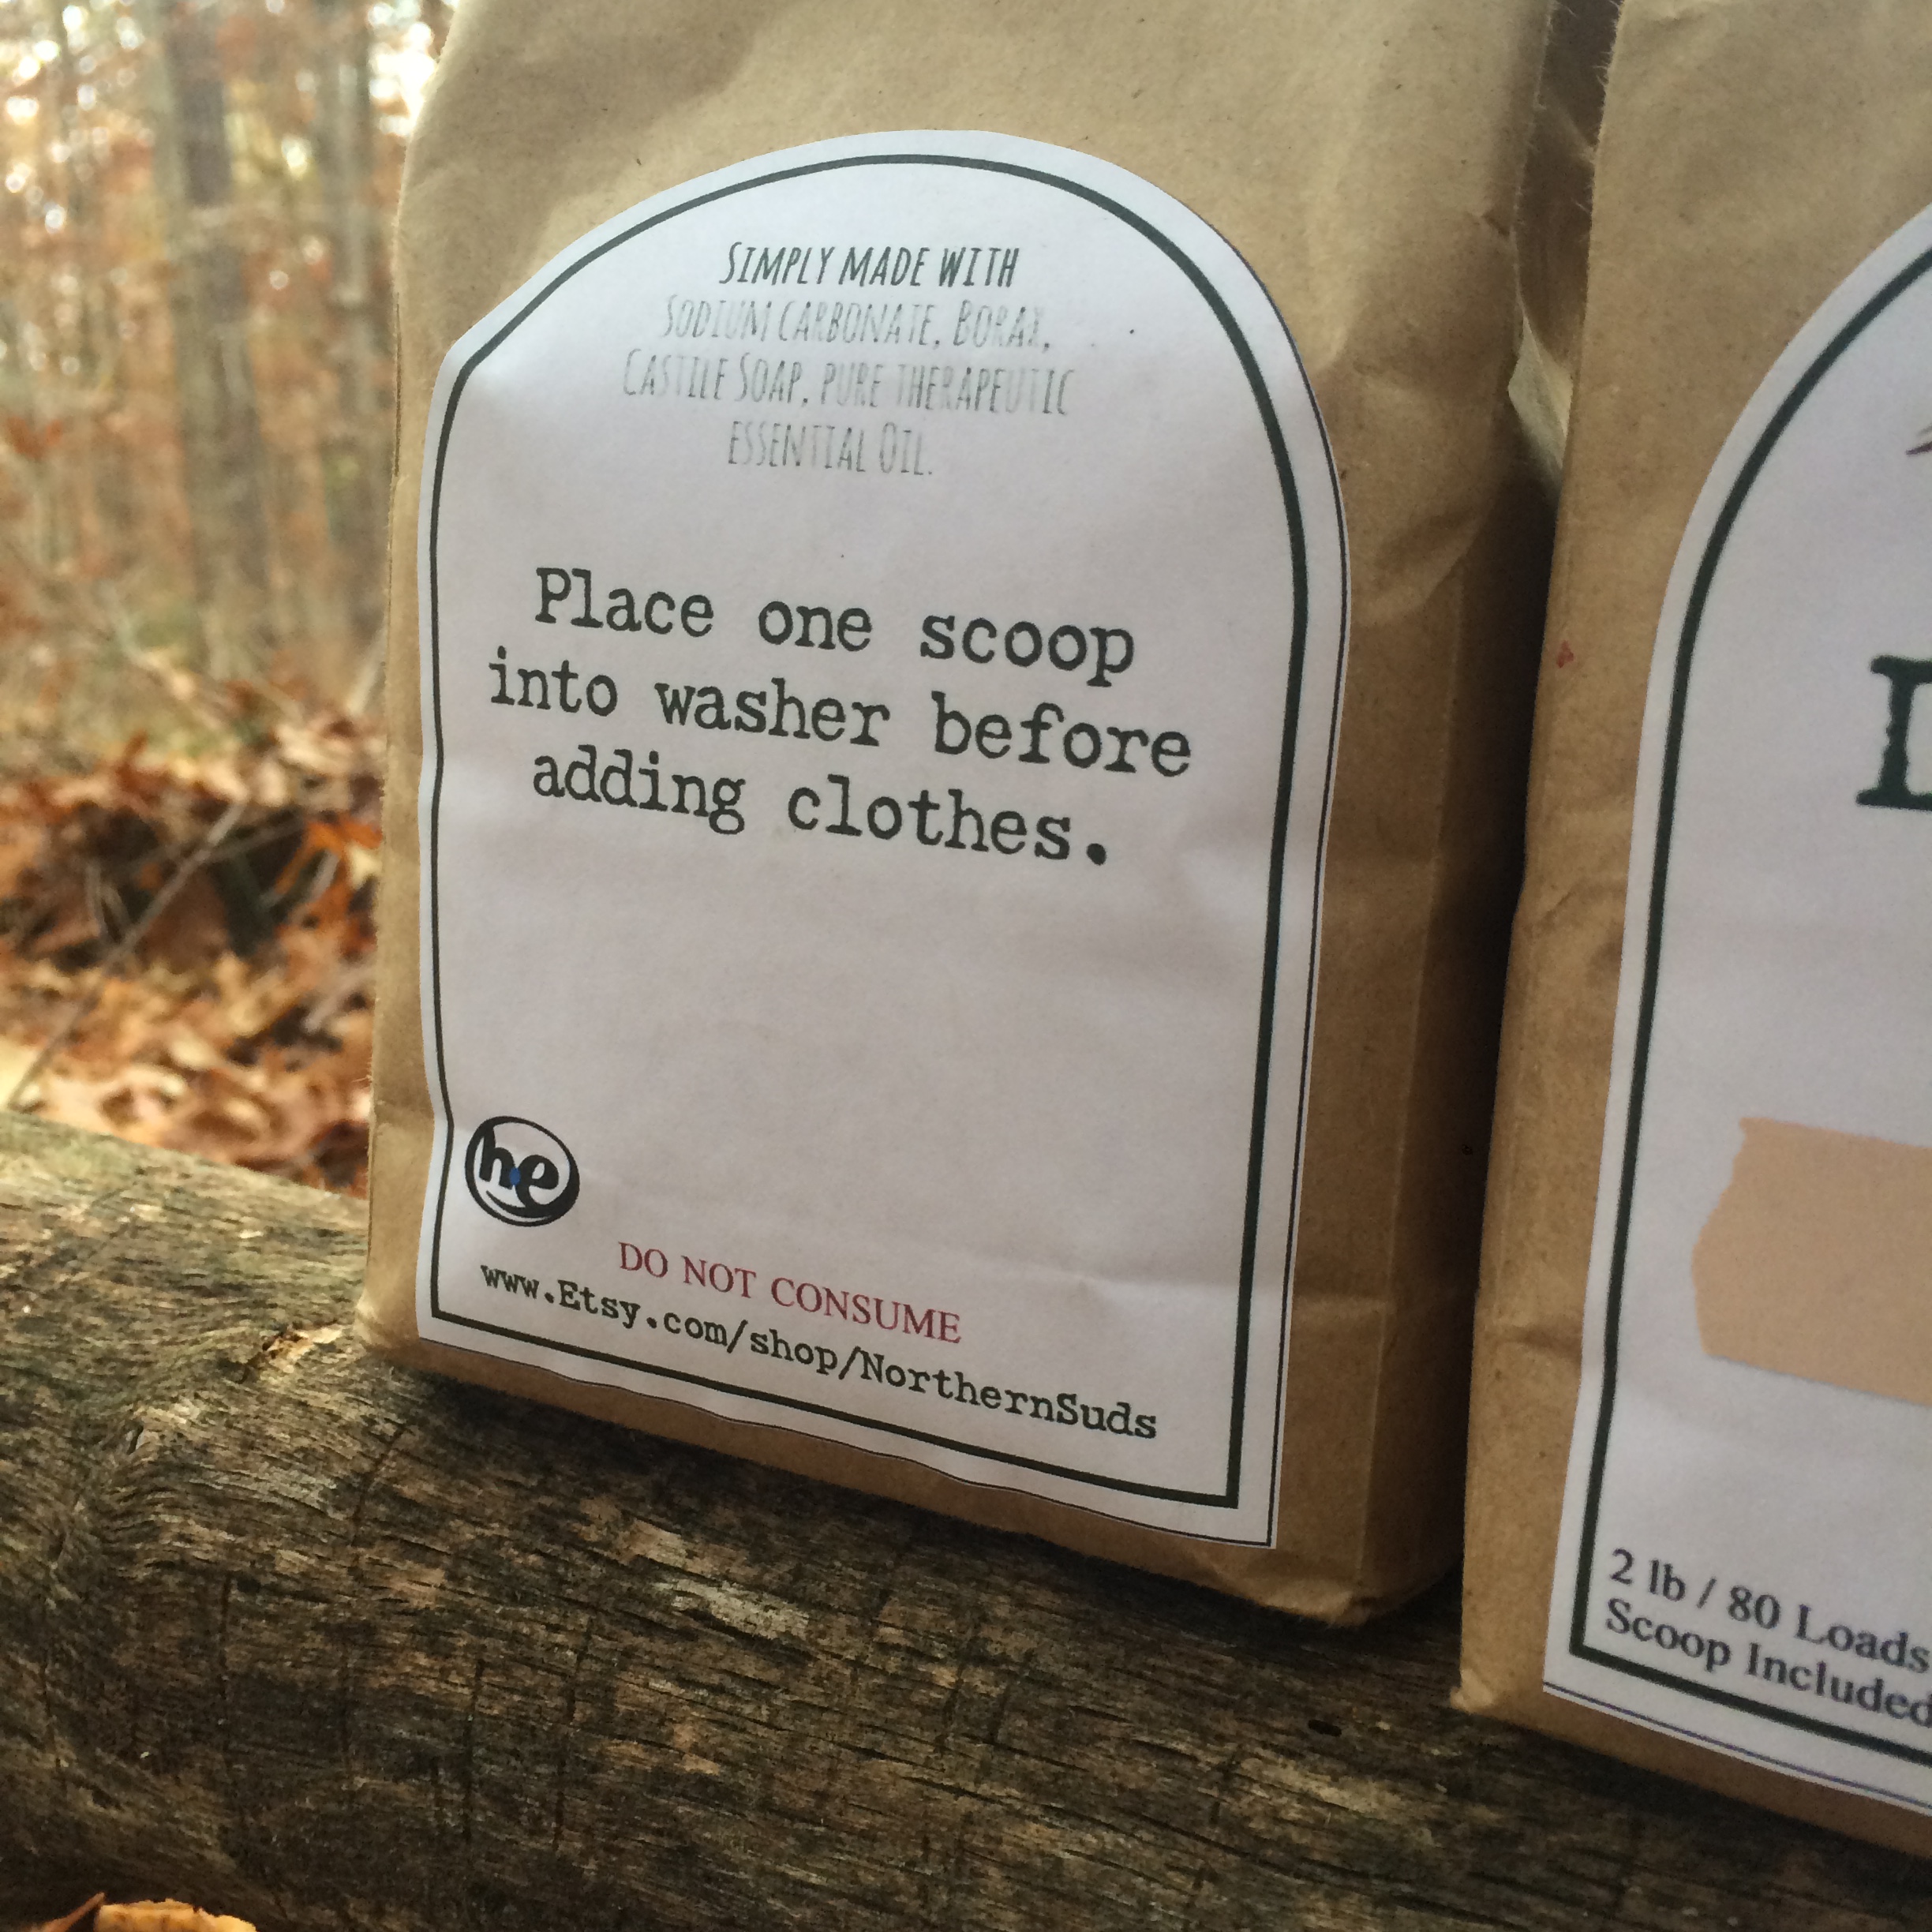 SIMPLY MADE WITH
SODIUM CARBONATE, BORAX,
CASTILE SOAP, PURE THERAPEUTIC
ESSENTIAL OIL.
Place one scoop
into washer before
adding clothes.
he
DO NOT CONSUME
www.Etsy.com/shop/NorthernSuds
2 lb / 80 Loads
Scoop Included